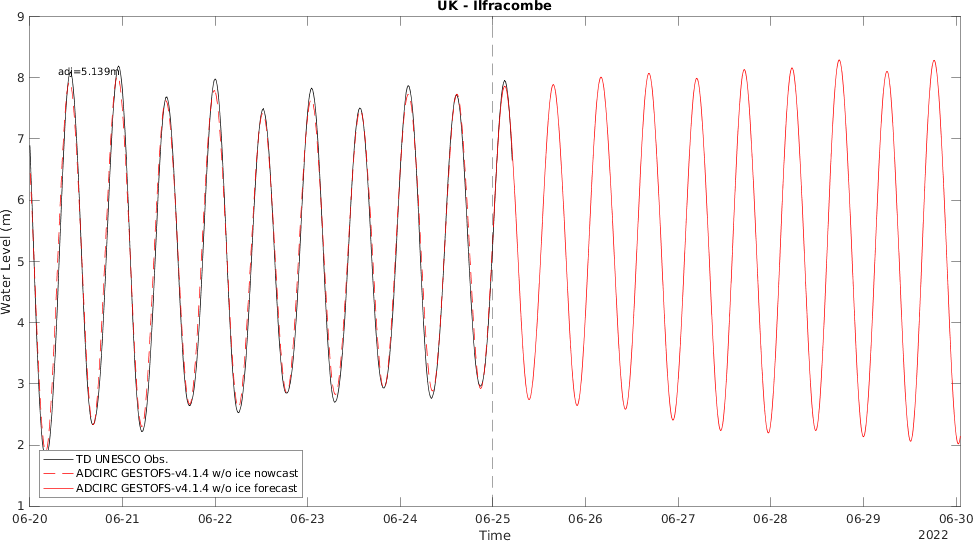 UK - Ilfracombe
9
8
7
6
5
4
3
2
1
Water Level (m)
adj=5.139m
TD UNESCO Obs.
ADCIRC GESTOFS-v4.1.4 w/o ice nowcast
ADCIRC GESTOFS-v4.1.4 w/o ice forecast
06-20 06-21 06-22 06-23 06-24 06-25 06-26 06-27 06-28 06-29 06-30
Time
2022